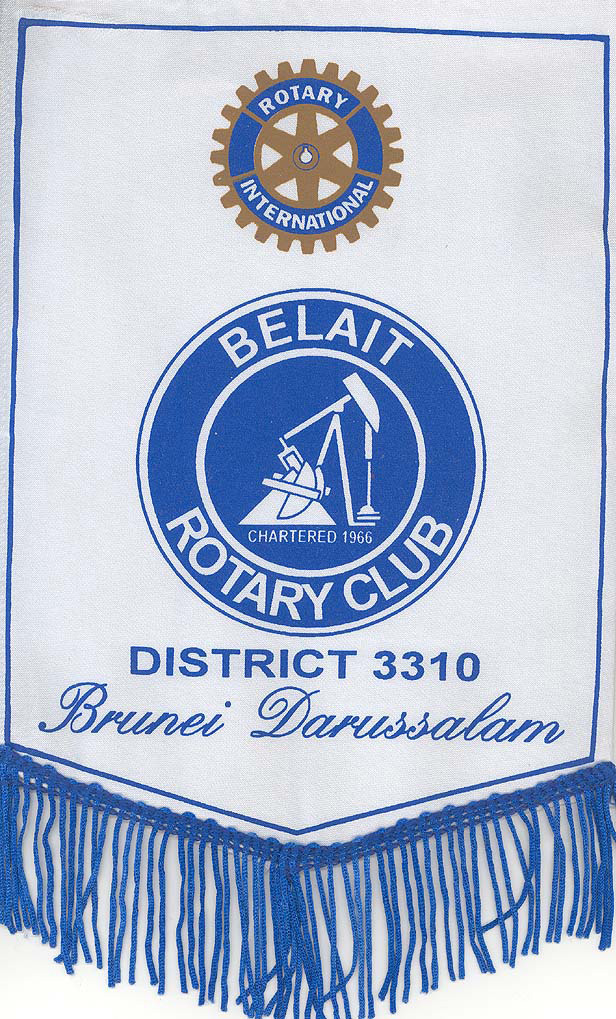 ROTARY
INTERNATIONAL
BELAIT
CHARTERED 1966
ROTARY CLUB
DISTRICT 3310
Brunei Darussalam